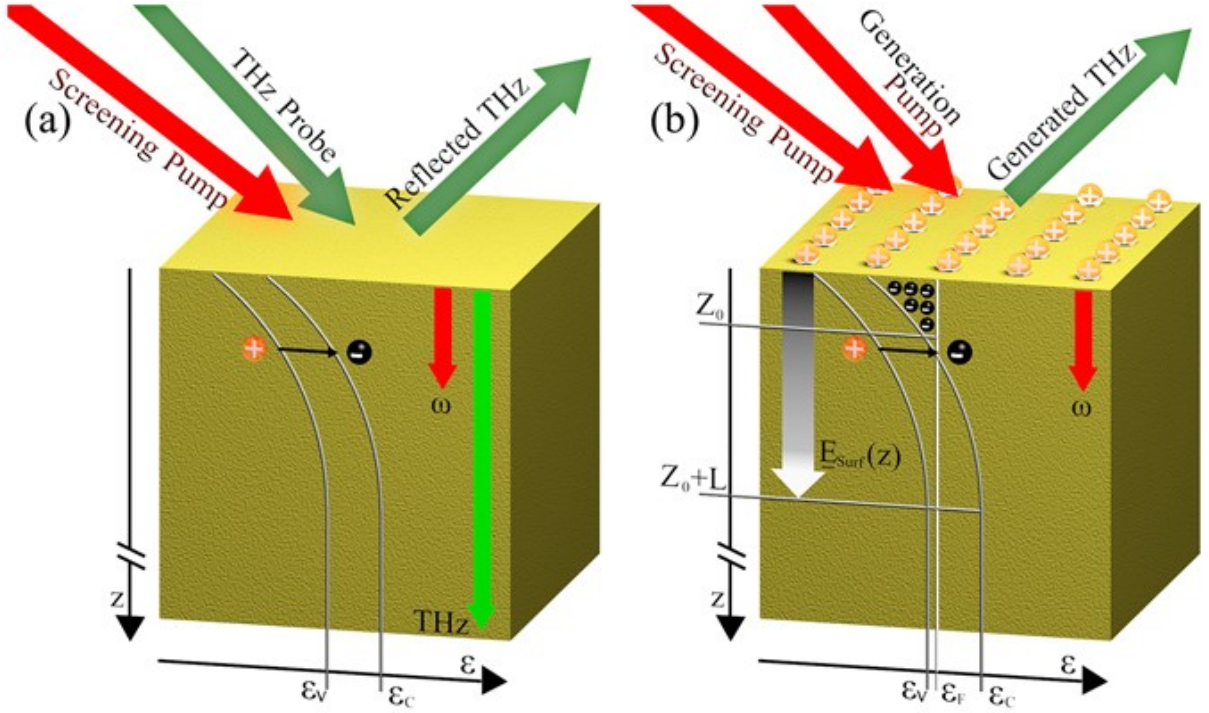 (a)
Screening Pump
THz Probe
Reflected THz
+
-
ω
THz
z
ε
εV
εC
(b)
Screening Pump
Generation
Pump
Generated THz
Z0
+
-
ω
ESurf(z)
Z0+L
z
ε
εV
εF
εC